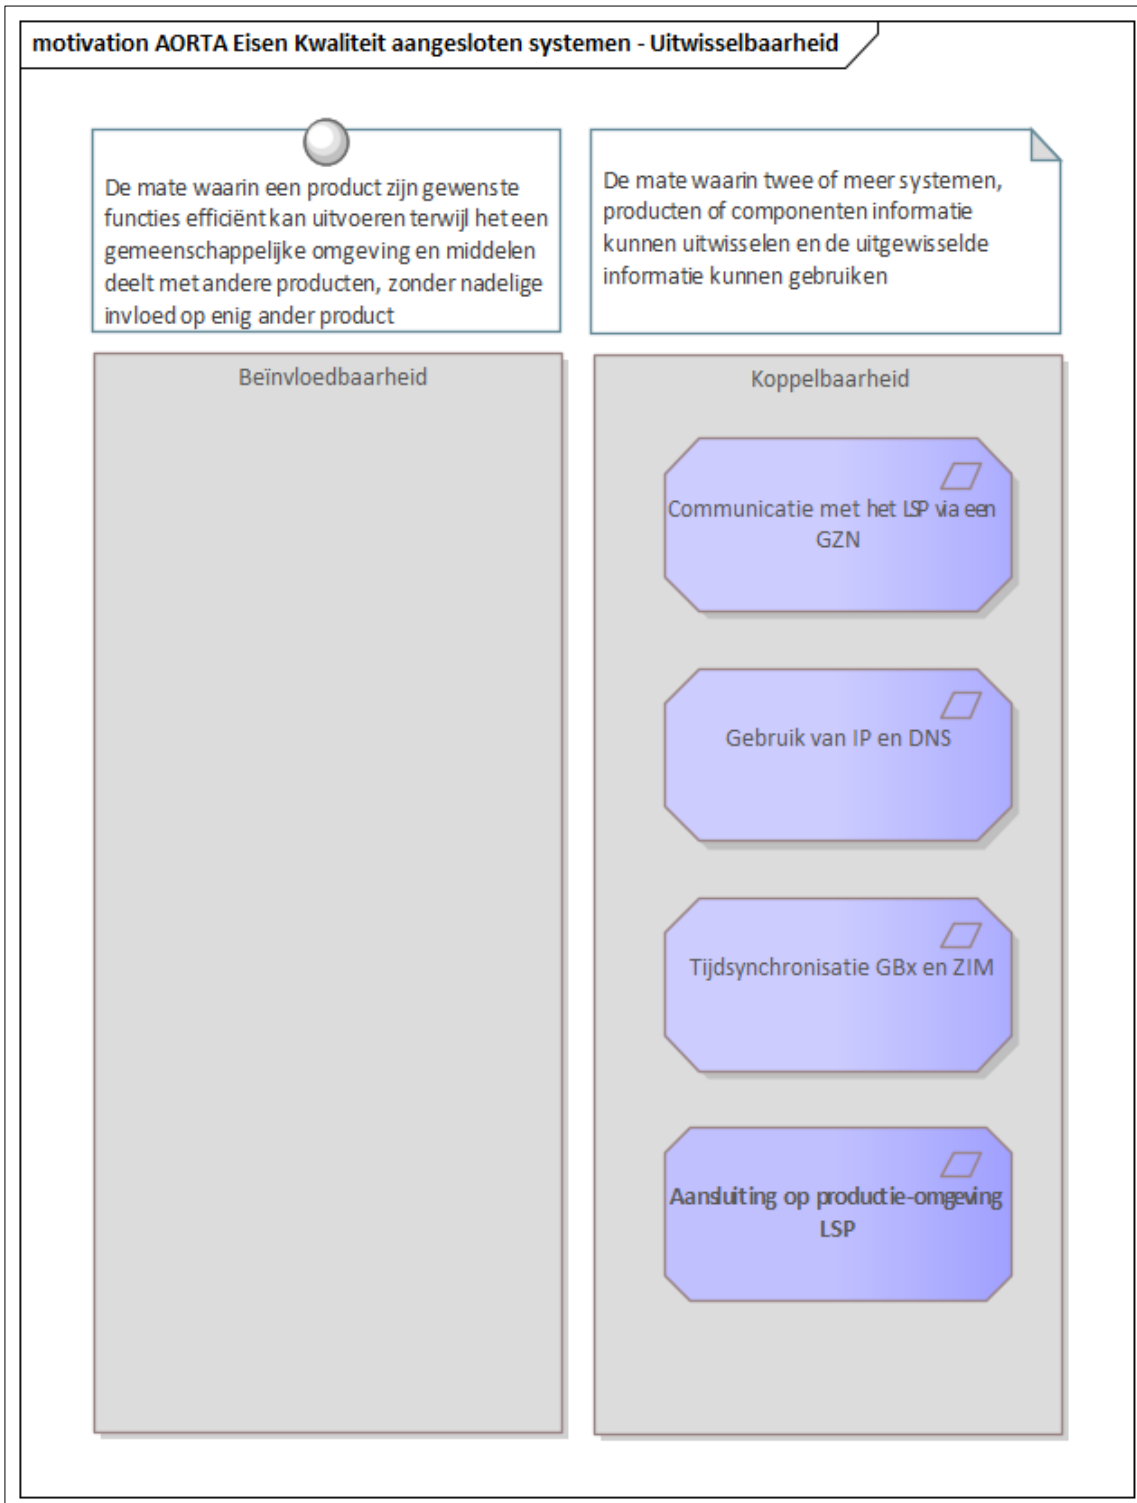 motivation AORTA Eisen Kwaliteit aangesloten systemen - Uitwisselbaarheid
De mate waarin een product zijn gewenste
functies efficiënt kan uitvoeren terwijl het een
gemeenschappelijke omgeving en middelen
deelt met andere producten, zonder nadelige
invloed op enig ander product
De mate waarin twee of meer systemen,
producten of componenten informatie
kunnen uitwisselen en de uitgewisselde
informatie kunnen gebruiken
Beïnvloedbaarheid
Koppelbaarheid
Communicatie met het LSP via een
GZN
Gebruik van IP en DNS
Tijdsynchronisatie GBx en ZIM
Aansluiting op productie-omgeving
LSP